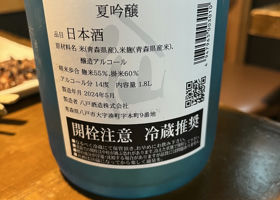 夏吟醸
品目 日本酒
原材料名 米(青森県産)、米麹(青森県産米)、
醸造アルコール
精米歩合 麹米55%、掛米60%
アルコール分 14度 内容量 1.8L
製造年月 2024年5月
製造者 八戸酒造株式会社
青森県八戸市大字湊町字本町9番地
開栓注意 冷蔵推奨